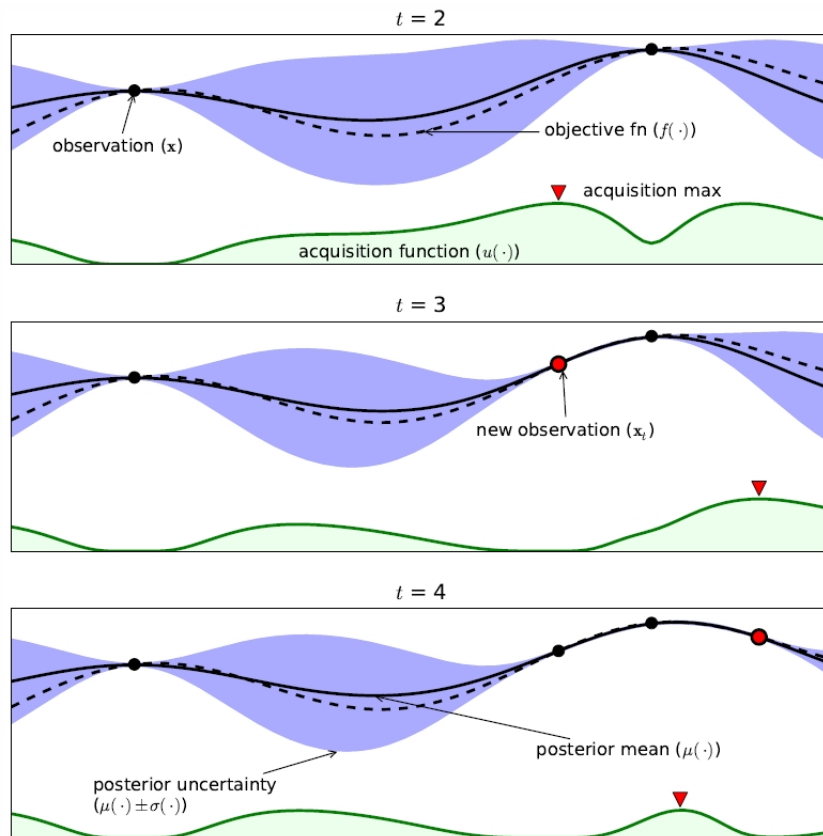 t = 2
observation (x)
objective fn (f(·))
acquisition max
acquisition function (u(·))
t = 3
new observation (xₜ)
t = 4
posterior mean (μ(·))
posterior uncertainty
(μ(·)±σ(·))